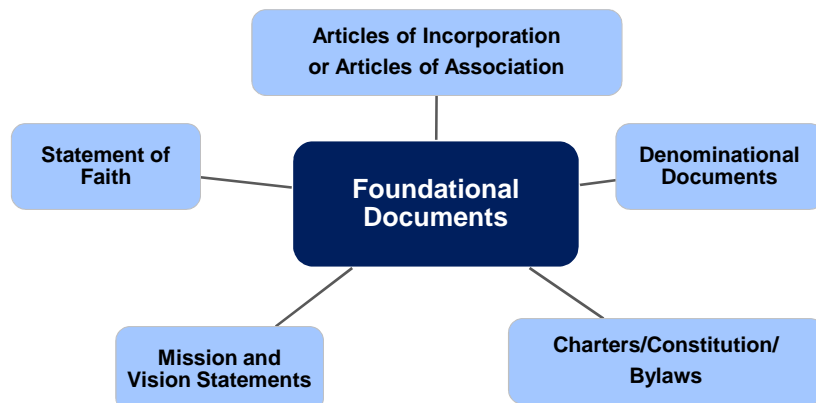 Articles of Incorporation
or Articles of Association
Statement of
Faith
Denominational
Documents
Foundational
Documents
Mission and
Vision Statements
Charters/Constitution/
Bylaws